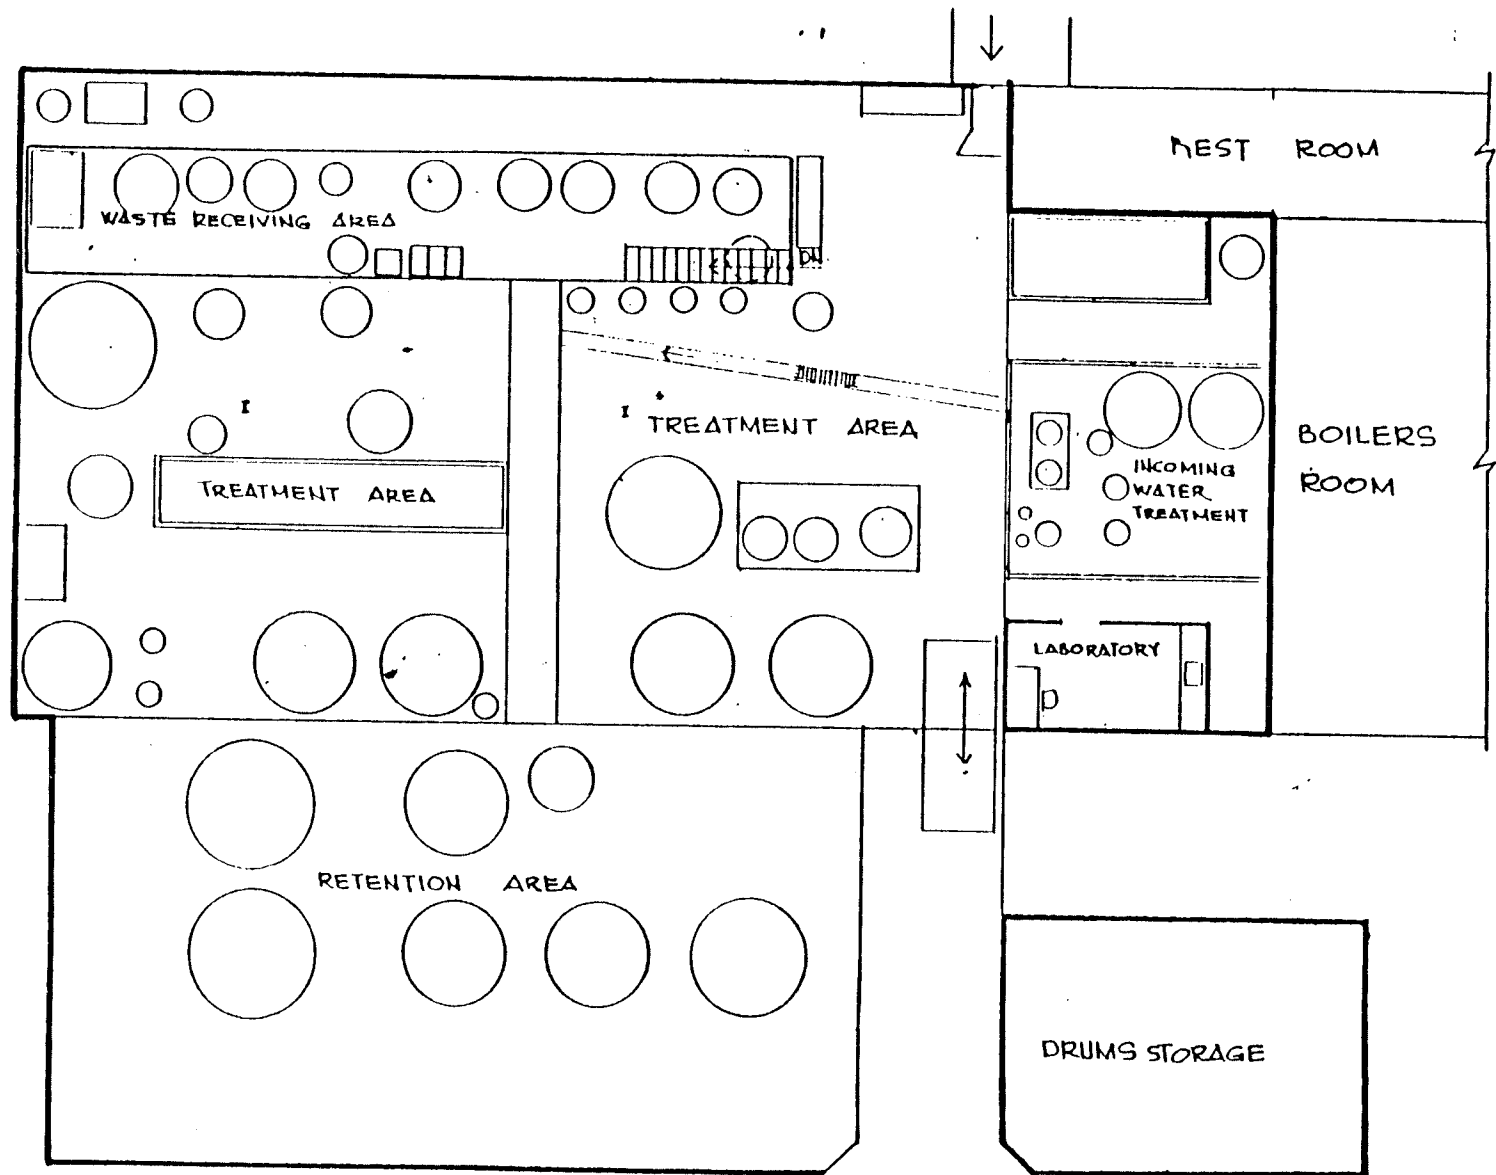 REST ROOM
WASTE RECEIVING AREA
DN
TREATMENT AREA
BOILERS
ROOM
INCOMING
WATER
TREATMENT
TREATMENT AREA
LABORATORY
RETENTION AREA
DRUMS STORAGE